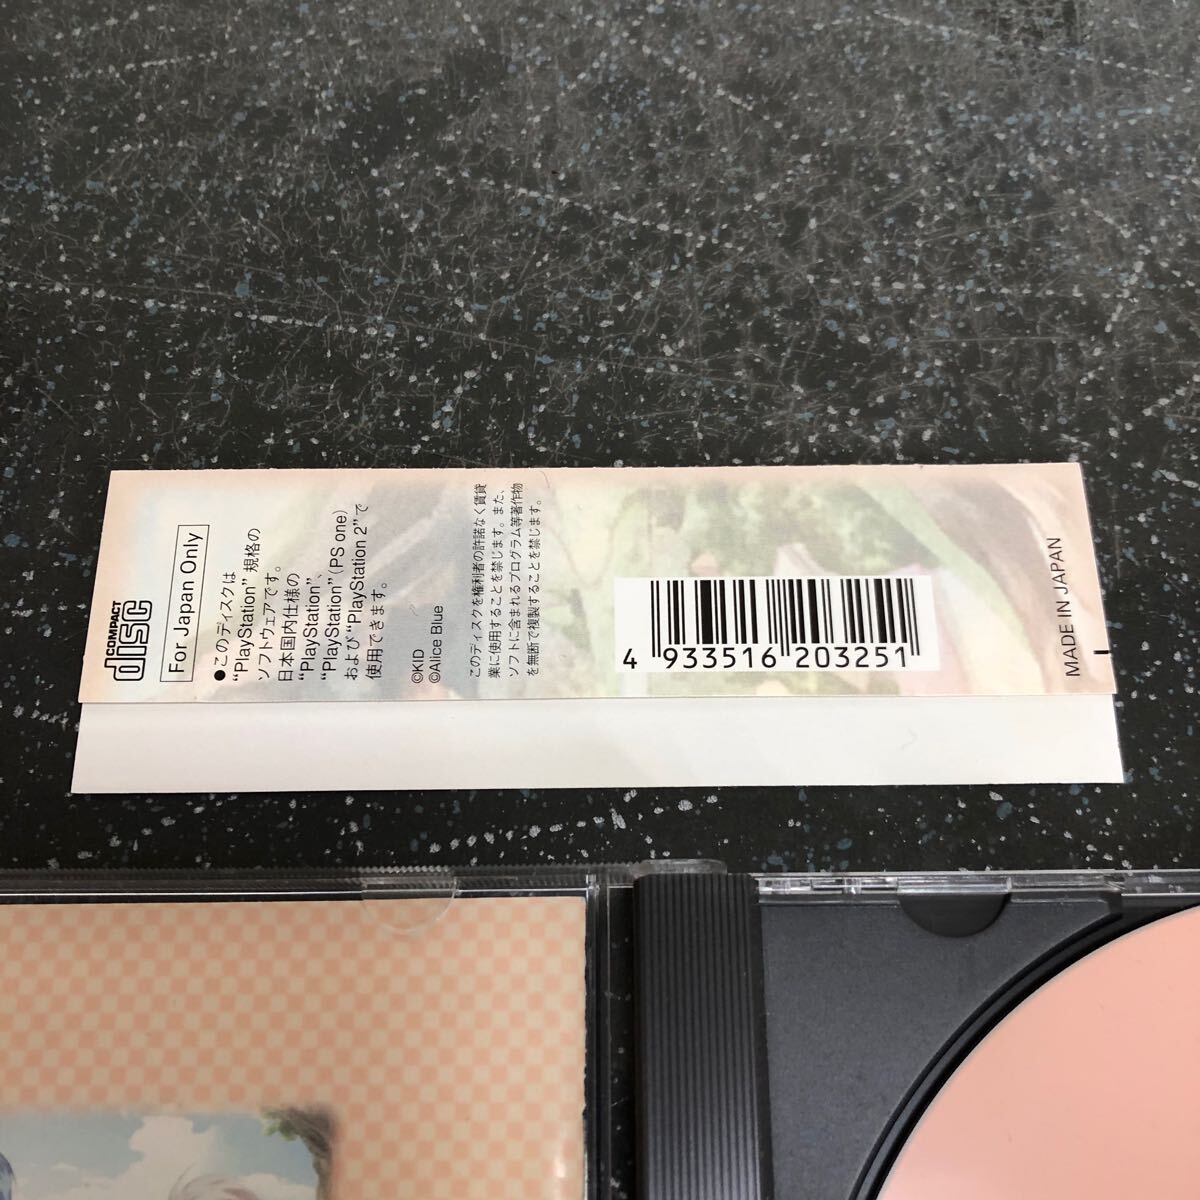 COMPACT
disc
For Japan Only
●このディスクは
“PlayStation”規格の
ソフトウェアです。
日本国内仕様の
“PlayStation”、
“PlayStation”(PS one)
および“PlayStation 2”で
使用できます。
©KID
©Alice Blue
このディスクを権利者の許諾なく賃貸
業に使用することを禁じます。また、
ソフトに含まれるプログラム等著作物
を無断で複製することを禁じます。
4 933516 203251
MADE IN JAPAN